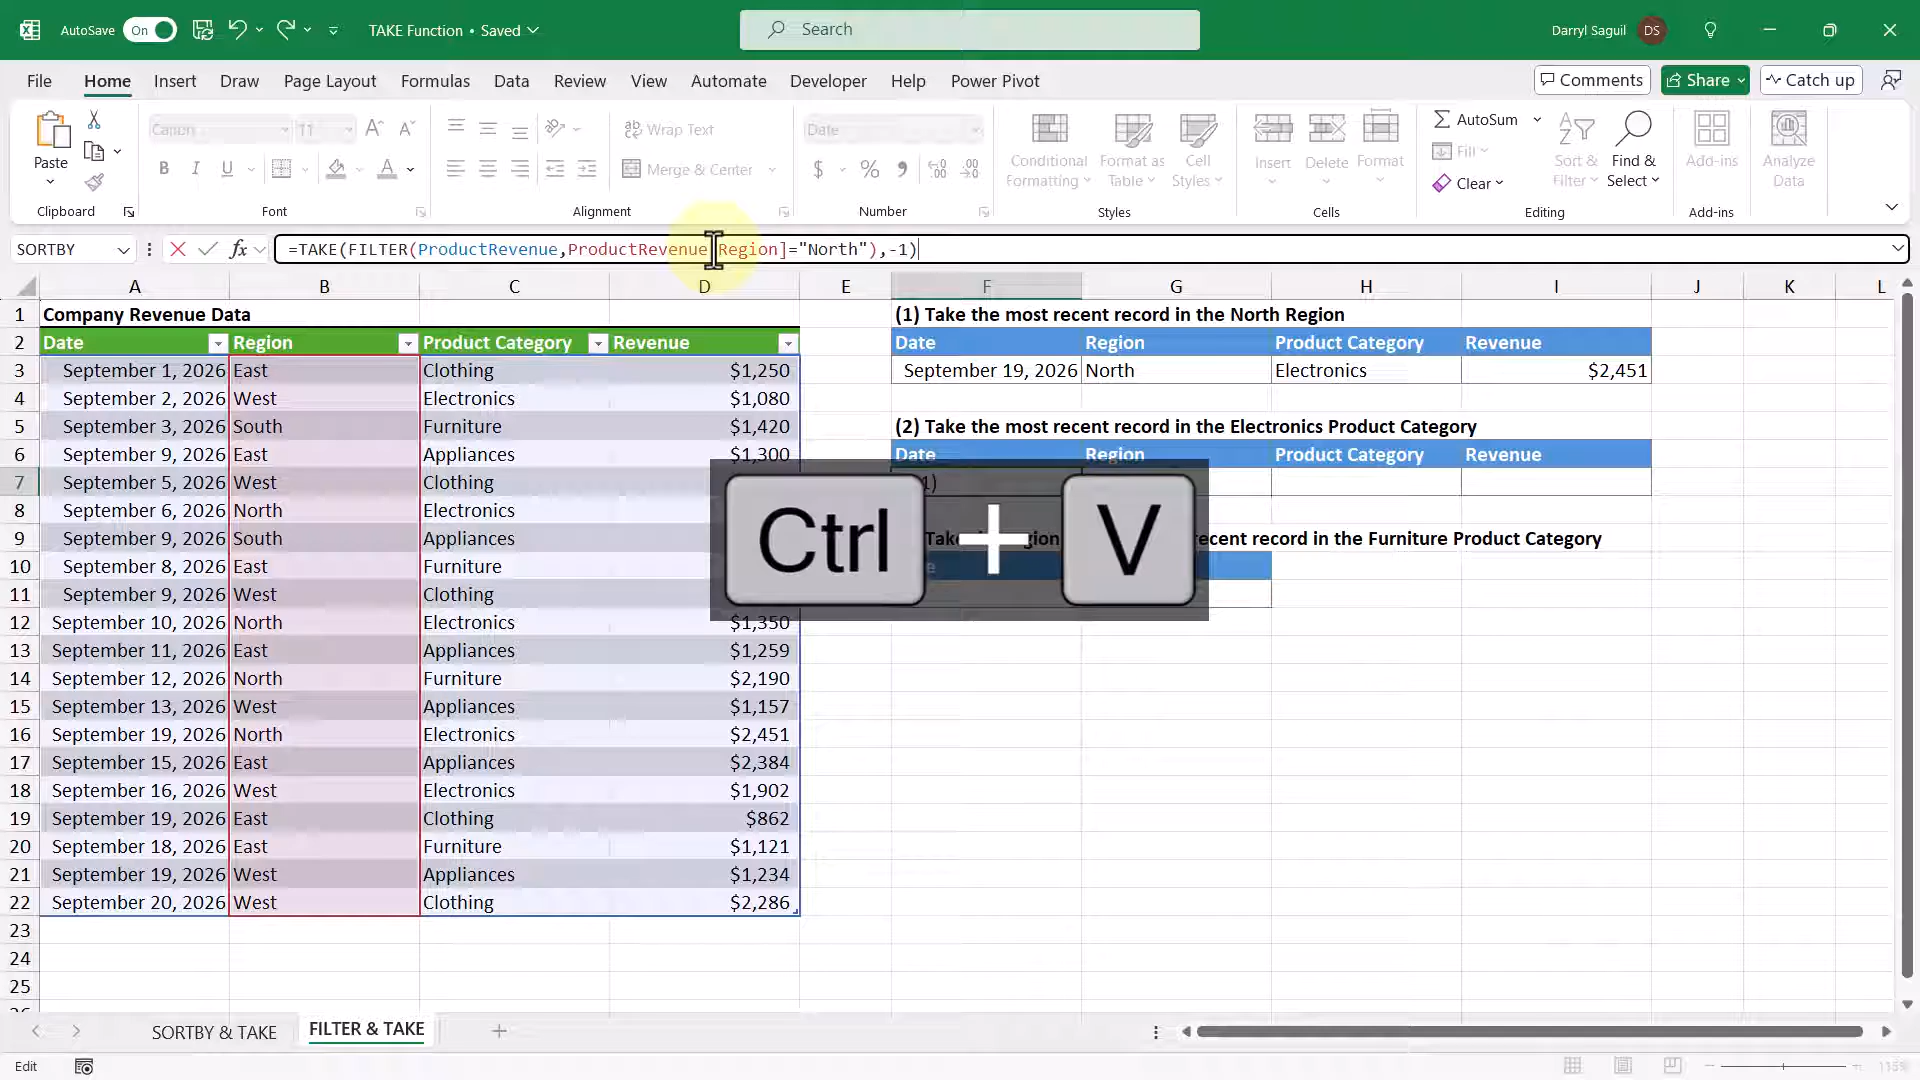 AutoSave On TAKE Function • Saved Search Darryl Saguil DS
File Home Insert Draw Page Layout Formulas Data Review View Automate Developer Help Power Pivot Comments Share Catch up
Paste
11
B I U A
Wrap Text
Merge & Center
Date
$ % 9
Conditional Formatting
Format as Table
Cell Styles
Insert
Delete
Format
AutoSum
Fill
Clear
Sort & Filter
Find & Select
Add-ins
Analyze Data
Clipboard Font Alignment Number Styles Cells Editing Add-ins
SORTBY fx =TAKE(FILTER(ProductRevenue,ProductRevenue Region]="North"),-1)
A B C D E F G H I J K L
1 Company Revenue Data (1) Take the most recent record in the North Region
2 Date Region Product Category Revenue Date Region Product Category Revenue
3 September 1, 2026 East Clothing $1,250 September 19, 2026 North Electronics $2,451
4 September 2, 2026 West Electronics $1,080
5 September 3, 2026 South Furniture $1,420 (2) Take the most recent record in the Electronics Product Category
6 September 9, 2026 East Appliances $1,300 Date Region Product Category Revenue
7 September 5, 2026 West Clothing 1)
8 September 6, 2026 North Electronics
9 September 9, 2026 South Appliances Take gion recent record in the Furniture Product Category
10 September 8, 2026 East Furniture e
11 September 9, 2026 West Clothing
12 September 10, 2026 North Electronics $1,350
13 September 11, 2026 East Appliances $1,259
14 September 12, 2026 North Furniture $2,190
15 September 13, 2026 West Appliances $1,157
16 September 19, 2026 North Electronics $2,451
17 September 15, 2026 East Appliances $2,384
18 September 16, 2026 West Electronics $1,902
19 September 19, 2026 East Clothing $862
20 September 18, 2026 East Furniture $1,121
21 September 19, 2026 West Appliances $1,234
22 September 20, 2026 West Clothing $2,286
23
24
25
Ctrl + V
SORTBY & TAKE FILTER & TAKE +
Edit 115%